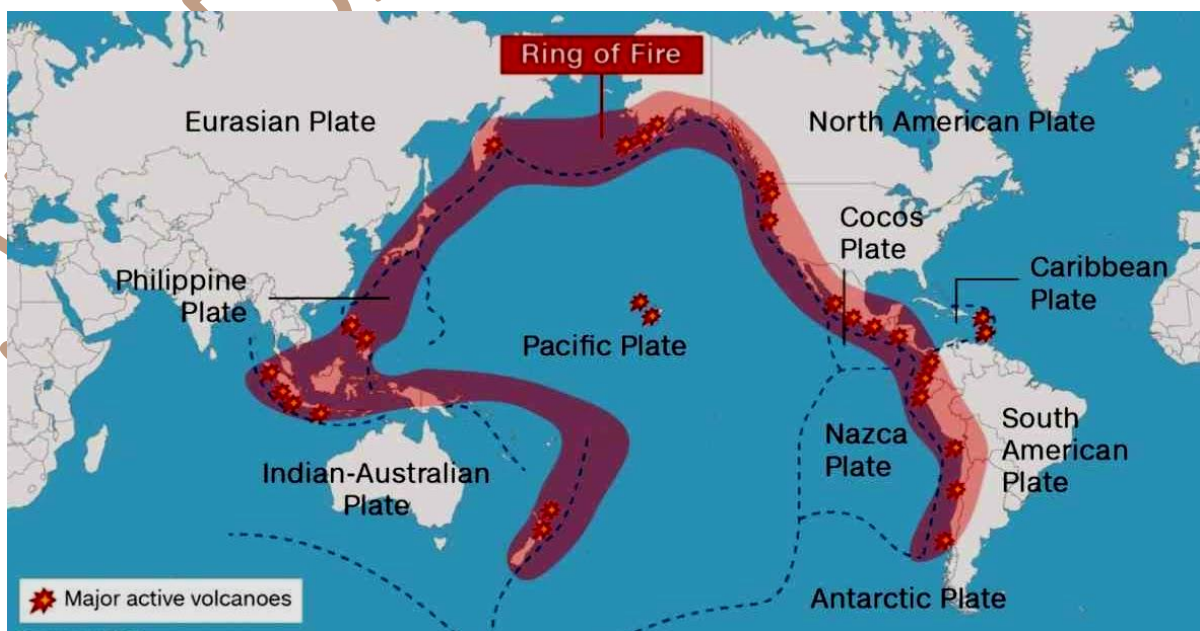 Ring of Fire
Eurasian Plate
North American Plate
Cocos
Plate
Philippine
Plate
Caribbean
Plate
Pacific Plate
Nazca
Plate
South
American
Plate
Indian-Australian
Plate
Antarctic Plate
Major active volcanoes